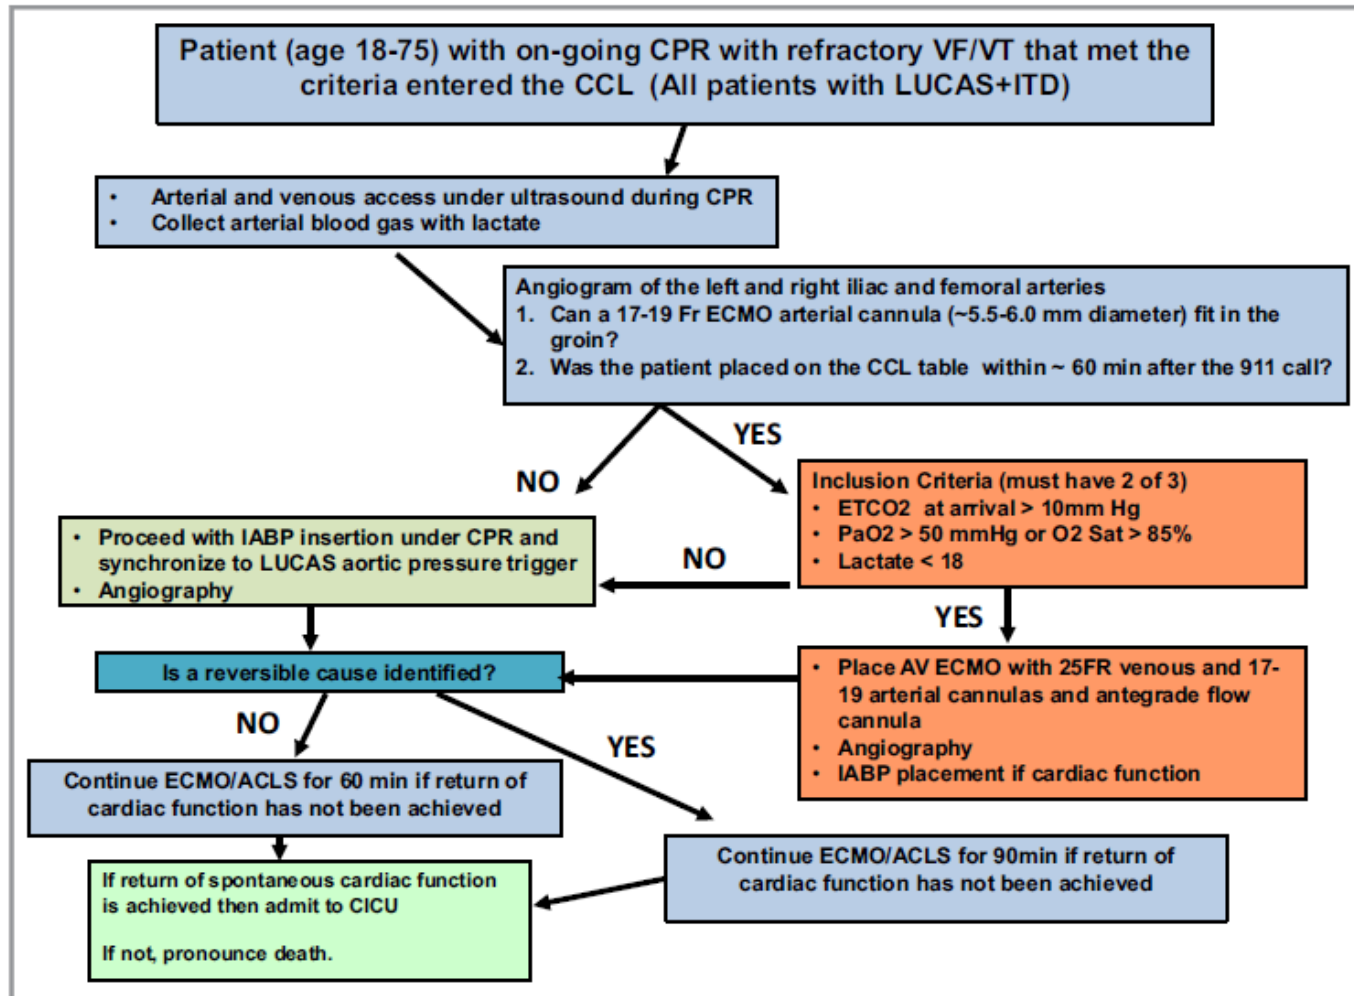 Patient (age 18-75) with on-going CPR with refractory VF/VT that met the
criteria entered the CCL (All patients with LUCAS+ITD)
• Arterial and venous access under ultrasound during CPR
• Collect arterial blood gas with lactate
Angiogram of the left and right iliac and femoral arteries
1. Can a 17-19 Fr ECMO arterial cannula (~5.5-6.0 mm diameter) fit in the
groin?
2. Was the patient placed on the CCL table within ~ 60 min after the 911 call?
YES
NO
Inclusion Criteria (must have 2 of 3)
• ETCO2 at arrival > 10mm Hg
• PaO2 > 50 mmHg or O2 Sat > 85%
• Lactate < 18
• Proceed with IABP insertion under CPR and
synchronize to LUCAS aortic pressure trigger
• Angiography
NO
YES
Is a reversible cause identified?
• Place AV ECMO with 25FR venous and 17-
19 arterial cannulas and antegrade flow
cannula
• Angiography
• IABP placement if cardiac function
NO
YES
Continue ECMO/ACLS for 60 min if return of
cardiac function has not been achieved
Continue ECMO/ACLS for 90min if return of
cardiac function has not been achieved
If return of spontaneous cardiac function
is achieved then admit to CICU
If not, pronounce death.